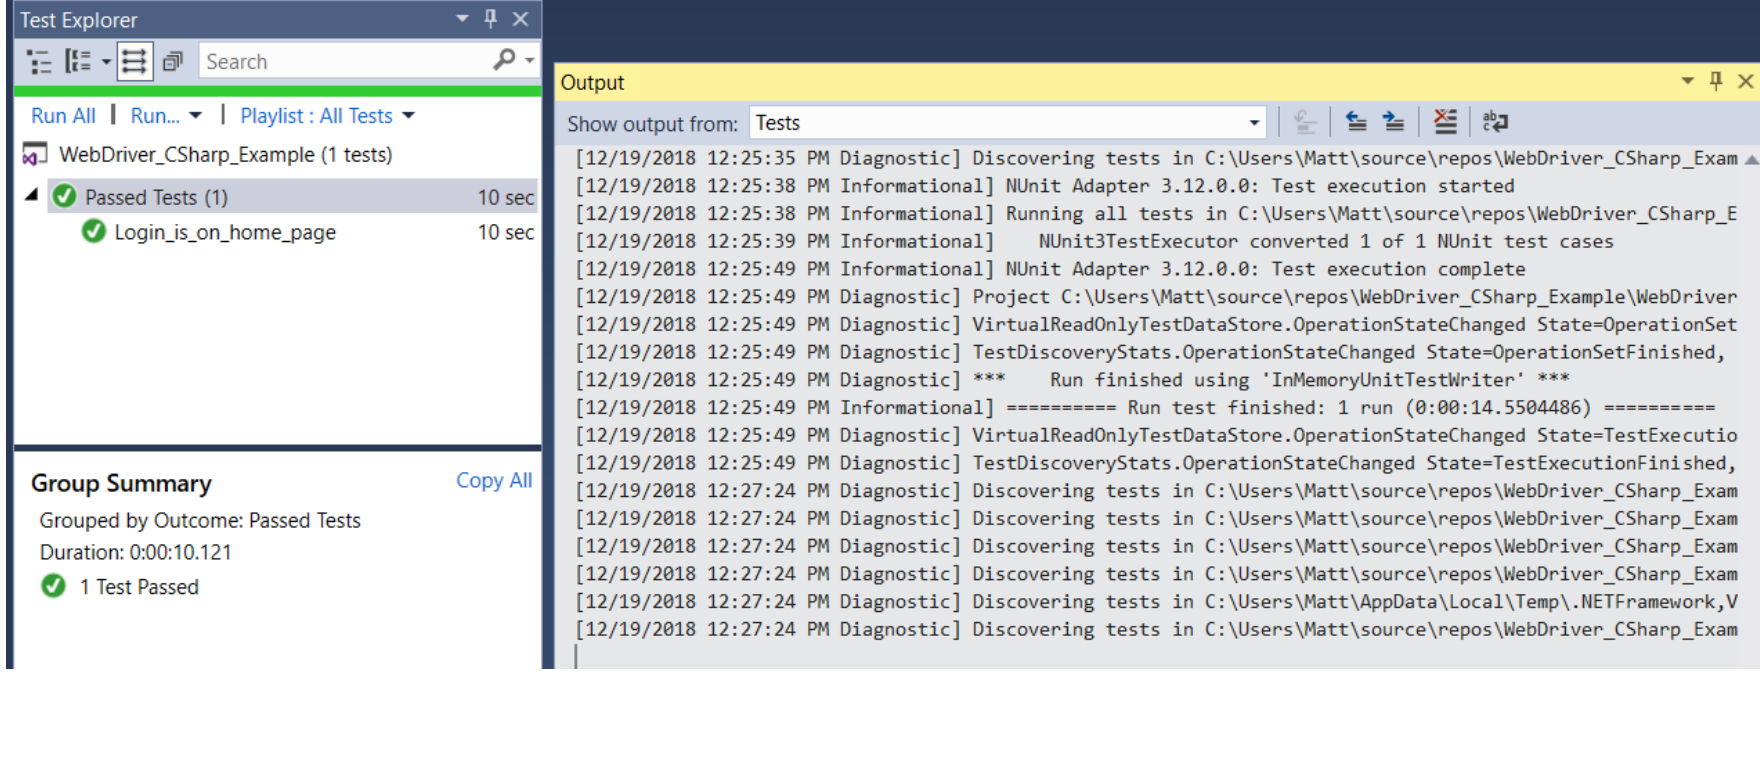 Test Explorer
Search
Run All | Run... | Playlist : All Tests
WebDriver_CSharp_Example (1 tests)
Passed Tests (1) 10 sec
Login_is_on_home_page 10 sec
Group Summary Copy All
Grouped by Outcome: Passed Tests
Duration: 0:00:10.121
1 Test Passed
Output
Show output from: Tests
[12/19/2018 12:25:35 PM Diagnostic] Discovering tests in C:\Users\Matt\source\repos\WebDriver_CSharp_Exam
[12/19/2018 12:25:38 PM Informational] NUnit Adapter 3.12.0.0: Test execution started
[12/19/2018 12:25:38 PM Informational] Running all tests in C:\Users\Matt\source\repos\WebDriver_CSharp_E
[12/19/2018 12:25:39 PM Informational]    NUnit3TestExecutor converted 1 of 1 NUnit test cases
[12/19/2018 12:25:49 PM Informational] NUnit Adapter 3.12.0.0: Test execution complete
[12/19/2018 12:25:49 PM Diagnostic] Project C:\Users\Matt\source\repos\WebDriver_CSharp_Example\WebDriver
[12/19/2018 12:25:49 PM Diagnostic] VirtualReadOnlyTestDataStore.OperationStateChanged State=OperationSet
[12/19/2018 12:25:49 PM Diagnostic] TestDiscoveryStats.OperationStateChanged State=OperationSetFinished,
[12/19/2018 12:25:49 PM Diagnostic] ***    Run finished using 'InMemoryUnitTestWriter' ***
[12/19/2018 12:25:49 PM Informational] ========== Run test finished: 1 run (0:00:14.5504486) ==========
[12/19/2018 12:25:49 PM Diagnostic] VirtualReadOnlyTestDataStore.OperationStateChanged State=TestExecutio
[12/19/2018 12:25:49 PM Diagnostic] TestDiscoveryStats.OperationStateChanged State=TestExecutionFinished,
[12/19/2018 12:27:24 PM Diagnostic] Discovering tests in C:\Users\Matt\source\repos\WebDriver_CSharp_Exam
[12/19/2018 12:27:24 PM Diagnostic] Discovering tests in C:\Users\Matt\source\repos\WebDriver_CSharp_Exam
[12/19/2018 12:27:24 PM Diagnostic] Discovering tests in C:\Users\Matt\source\repos\WebDriver_CSharp_Exam
[12/19/2018 12:27:24 PM Diagnostic] Discovering tests in C:\Users\Matt\source\repos\WebDriver_CSharp_Exam
[12/19/2018 12:27:24 PM Diagnostic] Discovering tests in C:\Users\Matt\AppData\Local\Temp\.NETFramework,V
[12/19/2018 12:27:24 PM Diagnostic] Discovering tests in C:\Users\Matt\source\repos\WebDriver_CSharp_Exam